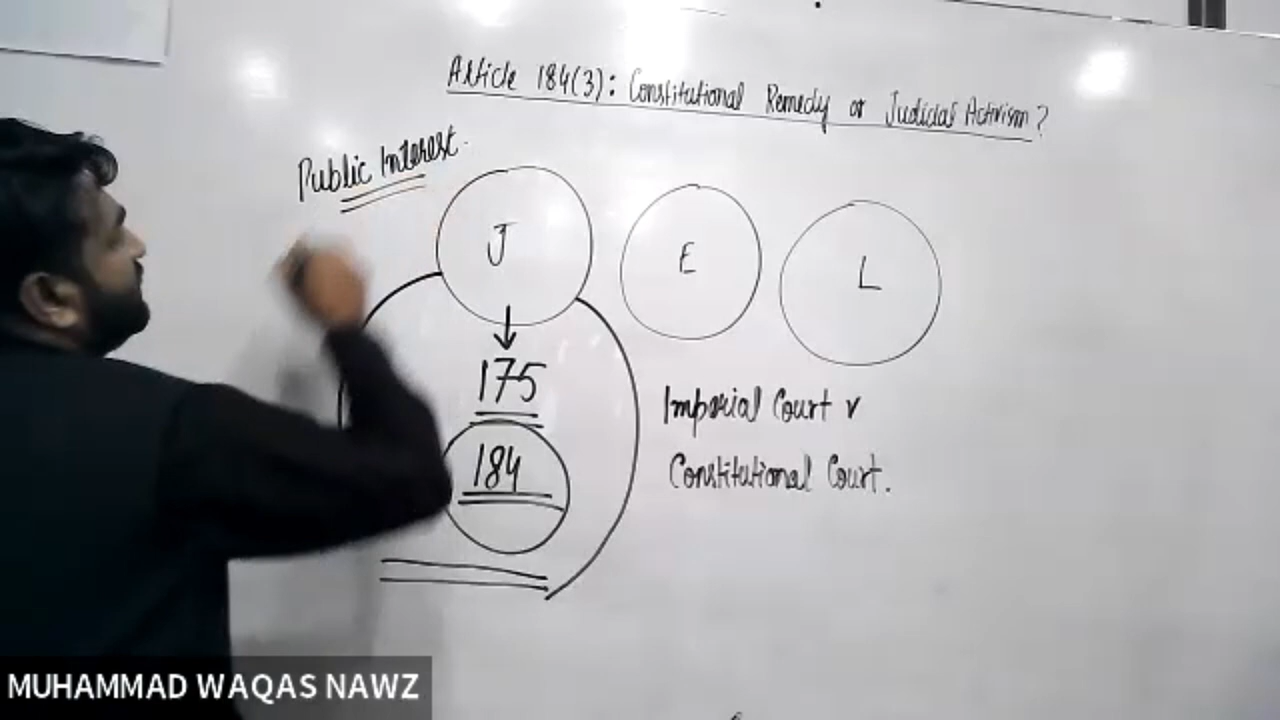 Article 184(3): Constitutional Remedy or Judicial Activism?
Public Interest.
J
E
L
175
184
Imperial Court v
Constitutional Court.
MUHAMMAD WAQAS NAWZ